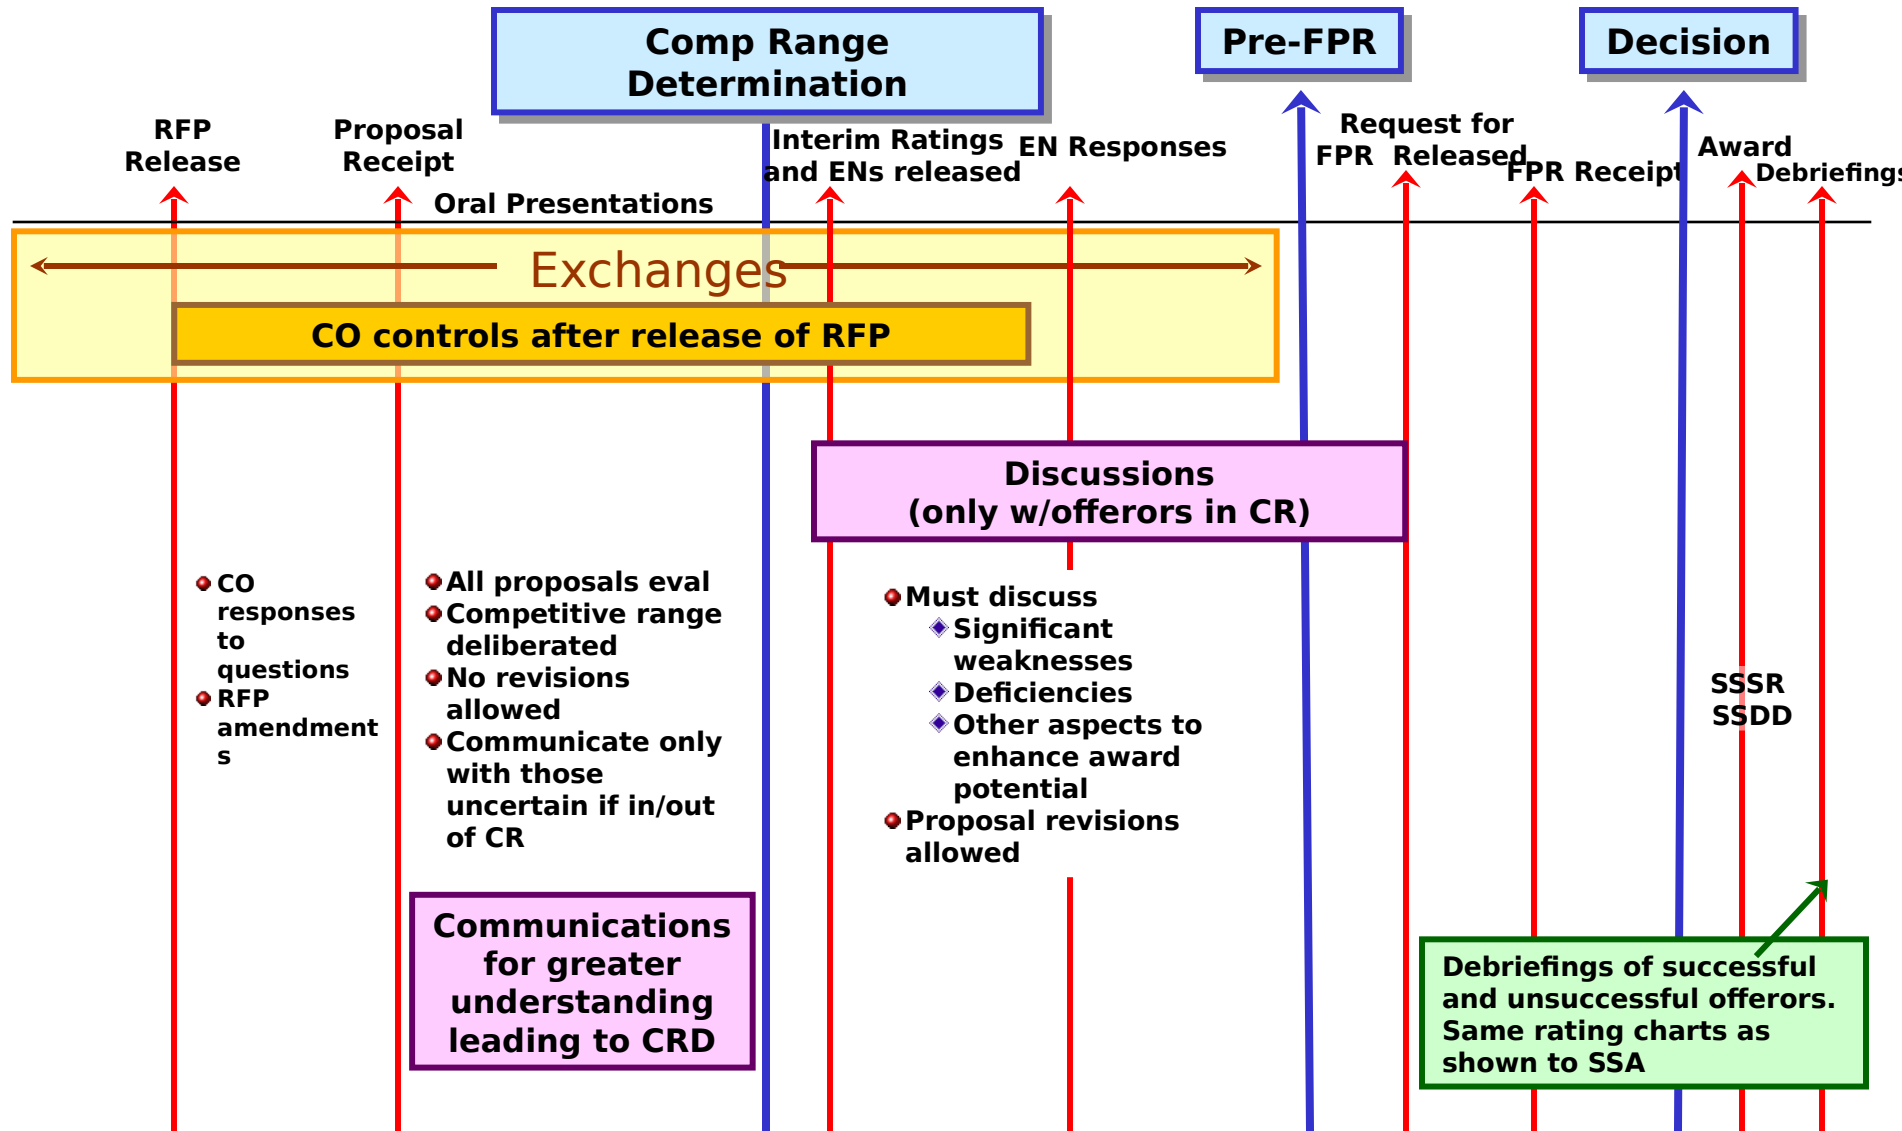 Comp Range
Determination
Pre-FPR
Decision
RFP
Release
Proposal
Receipt
Oral Presentations
Interim Ratings
and ENs released
EN Responses
Request for
FPR  Released
FPR Receipt
Award
Debriefings
Exchanges
CO controls after release of RFP
Discussions
(only w/offerors in CR)
CO
responses
to
questions
RFP
amendment
s
All proposals eval
Competitive range
deliberated
No revisions
allowed
Communicate only
with those
uncertain if in/out
of CR
Must discuss
Significant
weaknesses
Deficiencies
Other aspects to
enhance award
potential
Proposal revisions
allowed
SSSR
SSDD
Communications
for greater
understanding
leading to CRD
Debriefings of successful
and unsuccessful offerors.
Same rating charts as
shown to SSA